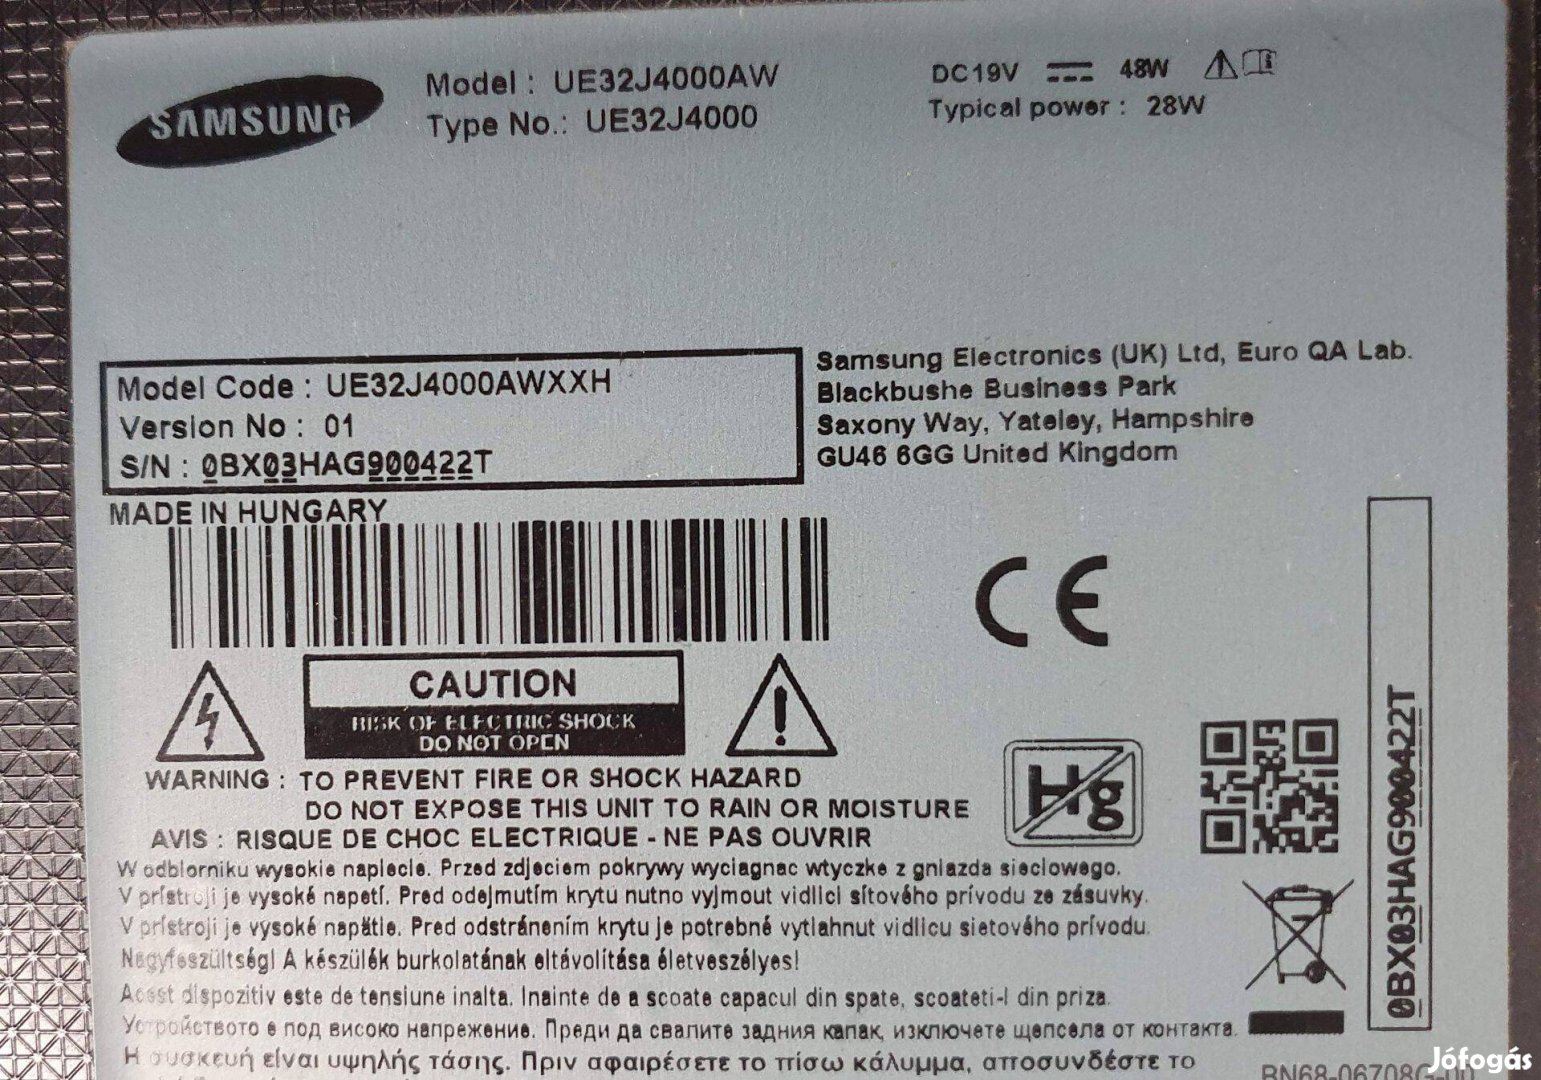 SAMSUNG
Model : UE32J4000AW
Type No.: UE32J4000
DC19V 48W
Typical power : 28W
Model Code : UE32J4000AWXXH
Version No : 01
S/N : 0BX03HAG900422T
Samsung Electronics (UK) Ltd, Euro QA Lab.
Blackbushe Business Park
Saxony Way, Yateley, Hampshire
GU46 6GG United Kingdom
MADE IN HUNGARY
CE
CAUTION
RISK OF ELECTRIC SHOCK
DO NOT OPEN
WARNING : TO PREVENT FIRE OR SHOCK HAZARD
DO NOT EXPOSE THIS UNIT TO RAIN OR MOISTURE
AVIS : RISQUE DE CHOC ELECTRIQUE - NE PAS OUVRIR
Hg
0BX03HAG900422T
W odbiorniku wysokie napiecie. Przed zdjeciem pokrywy wyciagnac wtyczke z gniazda sieciowego.
V prístroji je vysoké napetí. Pred odejmutím krytu nutno vyjmout vidlici sítového prívodu ze zásuvky.
V prístroji je vysoké napätie. Pred odstránením krytu je potrebné vytiahnut vidlicu sietového prívodu.
Nagyfeszültség! A készülék burkolatának eltávolítása életveszélyes!
Acest dispozitiv este de tensiune inalta. Inainte de a scoate capacul din spate, scoateti-l din priza.
Устройството е под високо напрежение. Преди да свалите задния капак, изключете щепсела от контакта.
Η συσκευή είναι υψηλής τάσης. Πριν αφαιρέσετε το πίσω κάλυμμα, αποσυνδέστε το
BN68-06708G-00
Jófogás